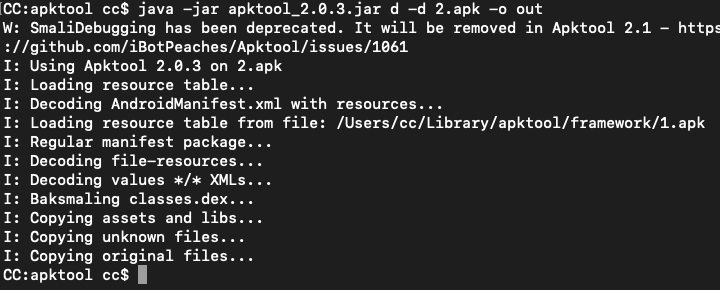 CC:apktool cc$ java -jar apktool_2.0.3.jar d -d 2.apk -o out
W: SmaliDebugging has been deprecated. It will be removed in Apktool 2.1 - https
://github.com/iBotPeaches/Apktool/issues/1061
I: Using Apktool 2.0.3 on 2.apk
I: Loading resource table...
I: Decoding AndroidManifest.xml with resources...
I: Loading resource table from file: /Users/cc/Library/apktool/framework/1.apk
I: Regular manifest package...
I: Decoding file-resources...
I: Decoding values */* XMLs...
I: Baksmaling classes.dex...
I: Copying assets and libs...
I: Copying unknown files...
I: Copying original files...
CC:apktool cc$